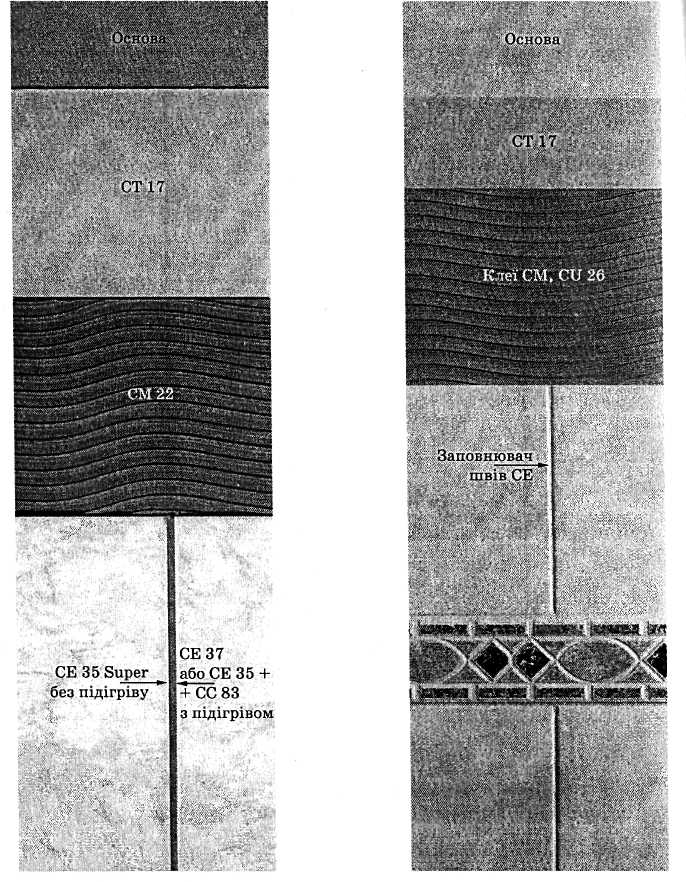 Основа
СТ 17
СМ 22
СЕ 35 Super
без підігріву
СЕ 37
або СЕ 35 +
+ СС 83
з підігрівом
Основа
СТ 17
Клеї СМ, CU 26
Заповнювач
швів СЕ